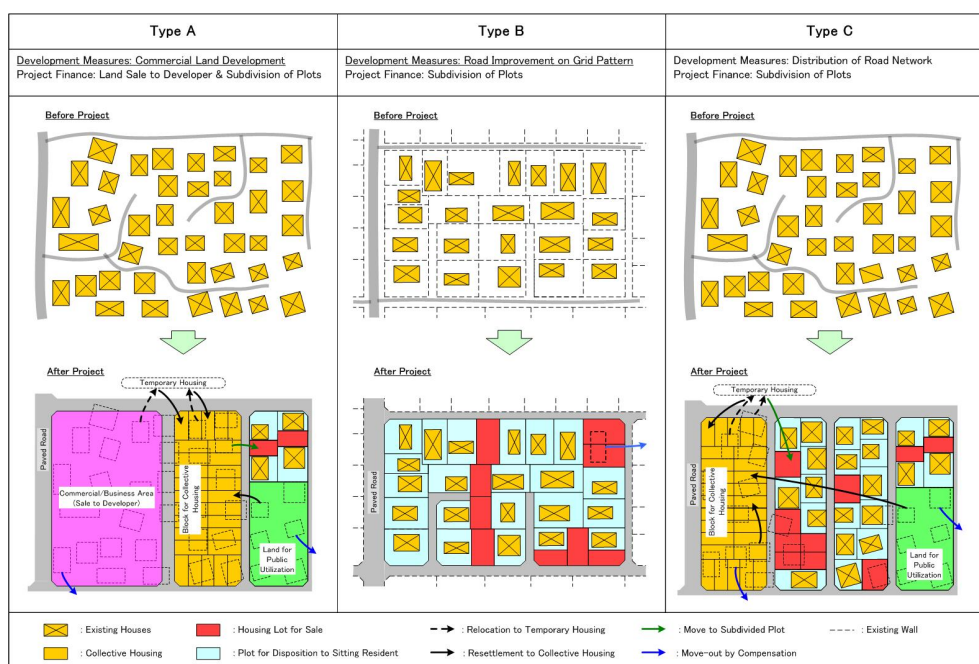 Type A
Type B
Type C
Development Measures: Commercial Land Development
Project Finance: Land Sale to Developer & Subdivision of Plots
Development Measures: Road Improvement on Grid Pattern
Project Finance: Subdivision of Plots
Development Measures: Distribution of Road Network
Project Finance: Subdivision of Plots
Before Project
Before Project
Before Project
After Project
After Project
After Project
Temporary Housing
Paved Road
Commercial/Business Area
(Sale to Developer)
Block for Collective
Housing
Land for
Public
Utilization
Paved Road
Temporary Housing
Paved Road
Block for Collective
Housing
Land for
Public
Utilization
: Existing Houses
: Housing Lot for Sale
: Relocation to Temporary Housing
: Move to Subdivided Plot
: Existing Wall
: Collective Housing
: Plot for Disposition to Sitting Resident
: Resettlement to Collective Housing
: Move-out by Compensation